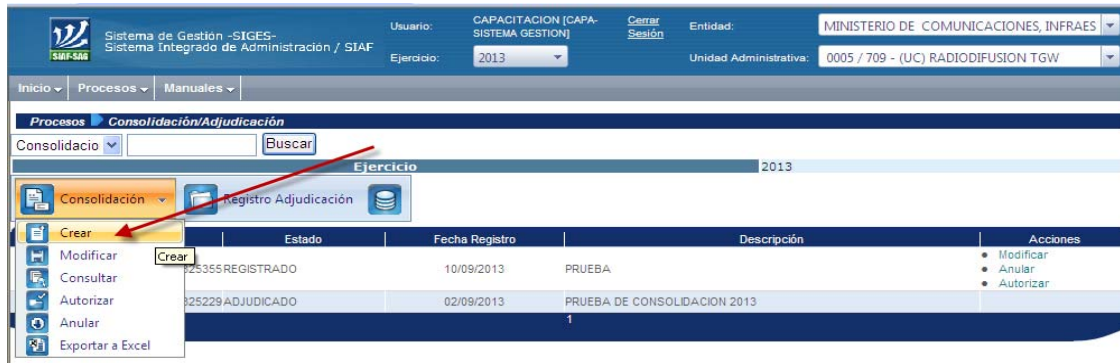 Usuario: CAPACITACION [CAPA-SISTEMA GESTION] Cerrar Sesión Entidad: MINISTERIO DE COMUNICACIONES, INFRAES
Sistema de Gestión -SIGES-
Sistema Integrado de Administración / SIAF
SIAF-SAG
Ejercicio: 2013 Unidad Administrativa: 0005 / 709 - (UC) RADIODIFUSION TGW
Inicio Procesos Manuales
Procesos Consolidación/Adjudicación
Consolidacio Buscar
Ejercicio 2013
Consolidación Registro Adjudicación
Crear Estado Fecha Registro Descripción Acciones
Modificar Crear
Consultar 325355 REGISTRADO 10/09/2013 PRUEBA Modificar
Anular
Autorizar
Autorizar 325229 ADJUDICADO 02/09/2013 PRUEBA DE CONSOLIDACION 2013
Anular 1
Exportar a Excel